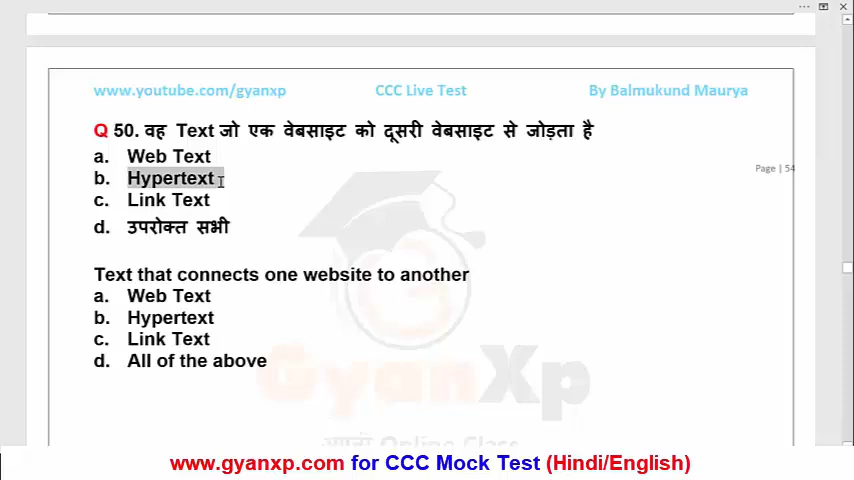 www.youtube.com/gyanxp CCC Live Test By Balmukund Maurya
Q 50. वह Text जो एक वेबसाइट को दूसरी वेबसाइट से जोड़ता है
a. Web Text
Page | 54
b. Hypertext
c. Link Text
d. उपरोक्त सभी
Text that connects one website to another
a. Web Text
b. Hypertext
c. Link Text
d. All of the above
GyanXp
Online Class
www.gyanxp.com for CCC Mock Test (Hindi/English)